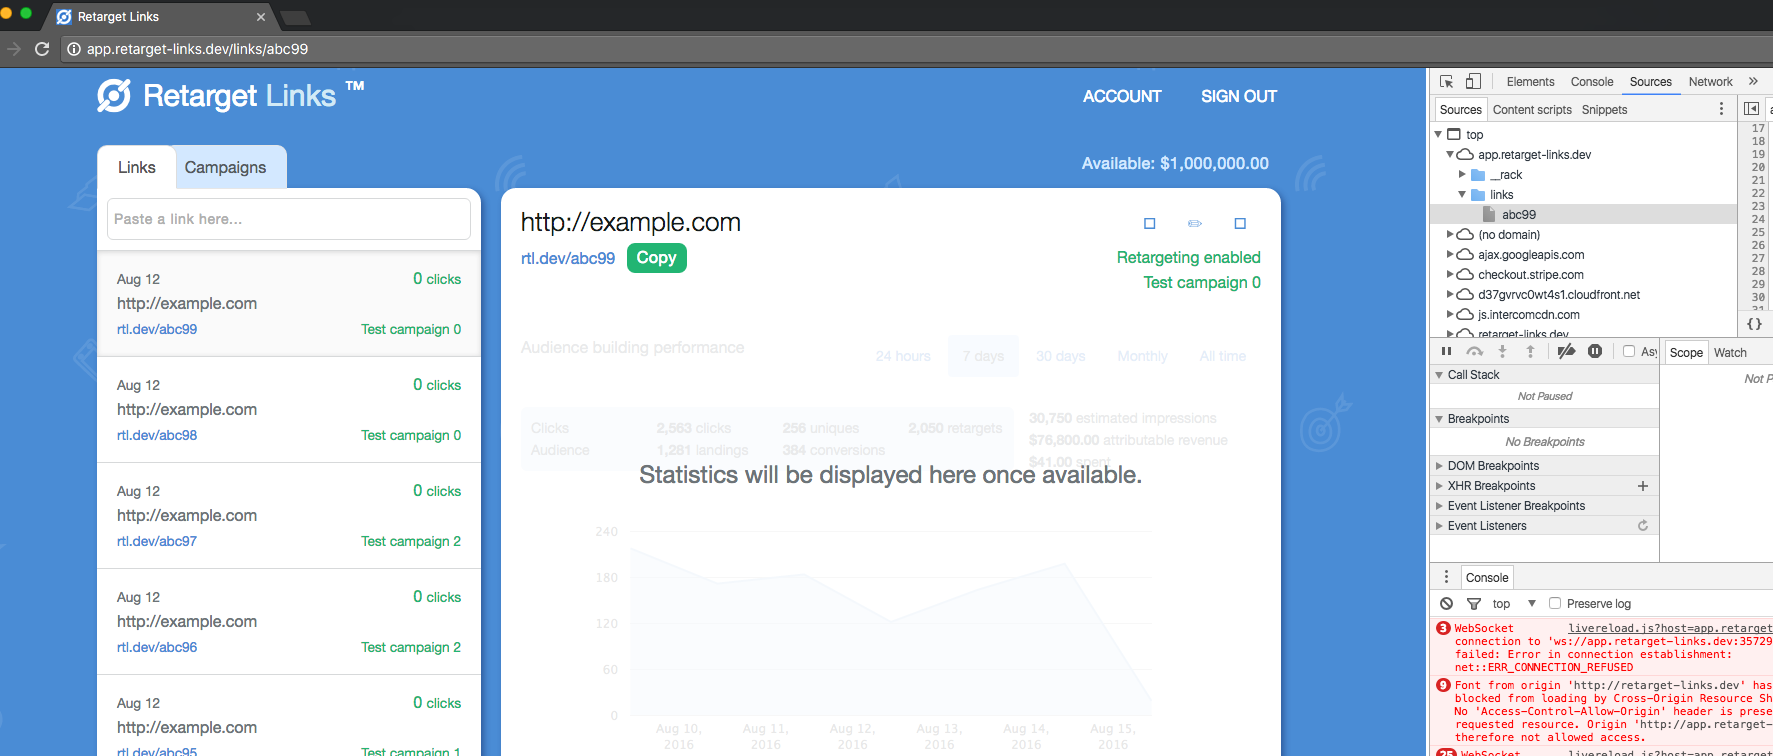 Retarget Links
app.retarget-links.dev/links/abc99
Retarget Links ™
ACCOUNT
SIGN OUT
Available: $1,000,000.00
Links
Campaigns
Paste a link here...
Aug 12
0 clicks
http://example.com
rtl.dev/abc99
Test campaign 0
Aug 12
0 clicks
http://example.com
rtl.dev/abc98
Test campaign 0
Aug 12
0 clicks
http://example.com
rtl.dev/abc97
Test campaign 2
Aug 12
0 clicks
http://example.com
rtl.dev/abc96
Test campaign 2
Aug 12
0 clicks
http://example.com
rtl.dev/abc95
Test campaign 1
http://example.com
rtl.dev/abc99
Copy
Retargeting enabled
Test campaign 0
Audience building performance
24 hours
7 days
30 days
Monthly
All time
Clicks
2,563 clicks
256 uniques
2,050 retargets
Audience
1,281 landings
384 conversions
30,750 estimated impressions
$76,800.00 attributable revenue
$41.00 spent
Statistics will be displayed here once available.
240
180
120
60
0
Aug 10, 2016
Aug 11, 2016
Aug 12, 2016
Aug 13, 2016
Aug 14, 2016
Aug 15, 2016
Elements
Console
Sources
Network
»
Sources
Content scripts
Snippets
top
app.retarget-links.dev
__rack
links
abc99
(no domain)
ajax.googleapis.com
checkout.stripe.com
d37gvrvc0wt4s1.cloudfront.net
js.intercomcdn.com
retarget-links.dev
17
18
19
20
21
22
23
24
25
26
27
28
29
30
31
{}
Asy
Scope
Watch
Call Stack
Not Paused
Not P
Breakpoints
No Breakpoints
DOM Breakpoints
XHR Breakpoints
Event Listener Breakpoints
Event Listeners
Console
top
Preserve log
3 WebSocket livereload.js?host=app.retarget
connection to 'ws://app.retarget-links.dev:35729
failed: Error in connection establishment:
net::ERR_CONNECTION_REFUSED
9 Font from origin 'http://retarget-links.dev' has
blocked from loading by Cross-Origin Resource Sh
No 'Access-Control-Allow-Origin' header is prese
requested resource. Origin 'http://app.retarget-
therefore not allowed access.
25 WebSocket livereload.js?host=app.retarget